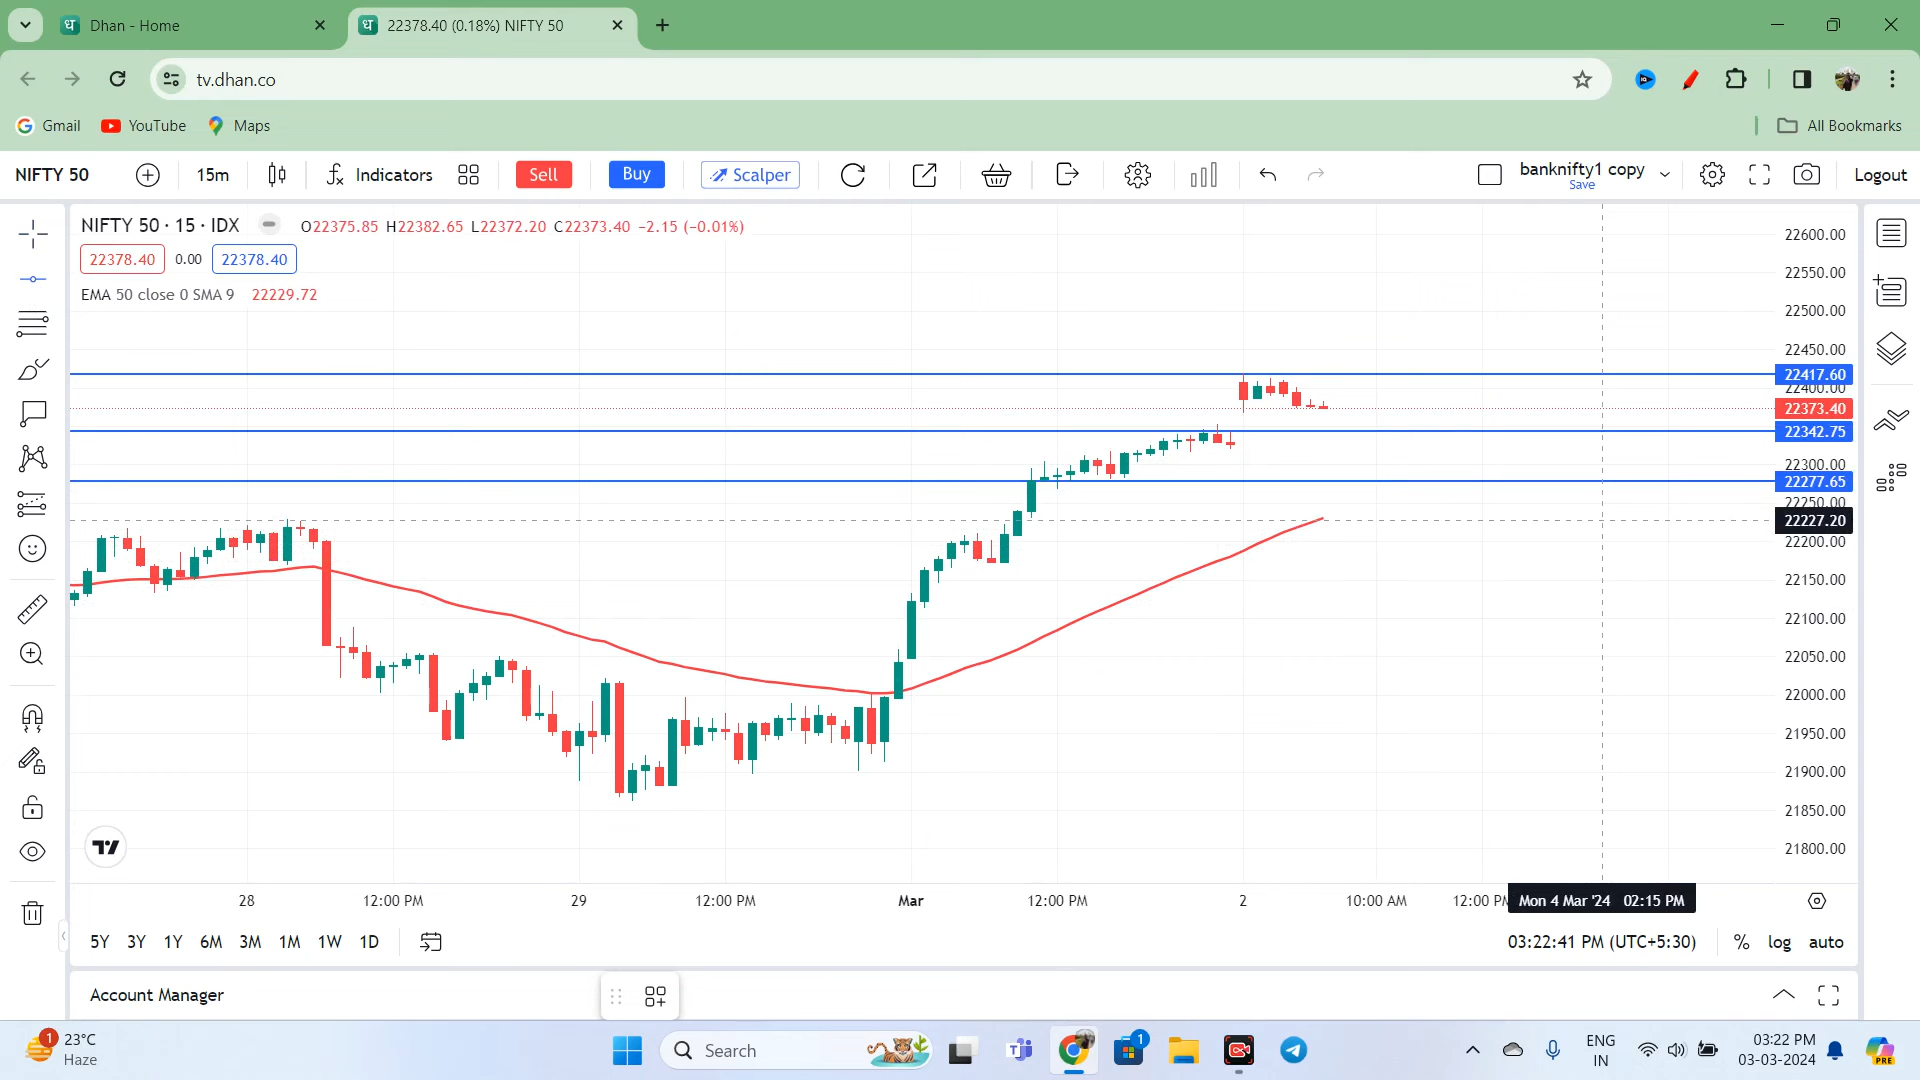 Dhan - Home
22378.40 (0.18%) NIFTY 50
tv.dhan.co
Gmail
YouTube
Maps
All Bookmarks
NIFTY 50
15m
Indicators
Sell
Buy
Scalper
banknifty1 copy
Save
Logout
NIFTY 50 · 15 · IDX
O22375.85 H22382.65 L22372.20 C22373.40 −2.15 (−0.01%)
22378.40 0.00 22378.40
EMA 50 close 0 SMA 9 22229.72
22600.00
22550.00
22500.00
22450.00
22417.60
22400.00
22373.40
22342.75
22300.00
22277.65
22250.00
22227.20
22200.00
22150.00
22100.00
22050.00
22000.00
21950.00
21900.00
21850.00
21800.00
28 12:00 PM 29 12:00 PM Mar 12:00 PM 2 10:00 AM 12:00 PM
Mon 4 Mar '24 02:15 PM
5Y 3Y 1Y 6M 3M 1M 1W 1D
03:22:41 PM (UTC+5:30)
% log auto
Account Manager
1
23°C
Haze
Search
1
ENG
IN
03:22 PM
03-03-2024
PRE